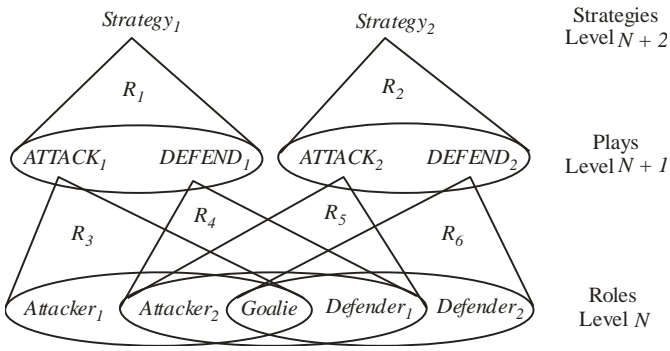 Strategy₁ Strategy₂ Strategies
Level N + 2
R₁ R₂
ATTACK₁ DEFEND₁ ATTACK₂ DEFEND₂ Plays
Level N + 1
R₃ R₄ R₅ R₆
Attacker₁ Attacker₂ Goalie Defender₁ Defender₂ Roles
Level N